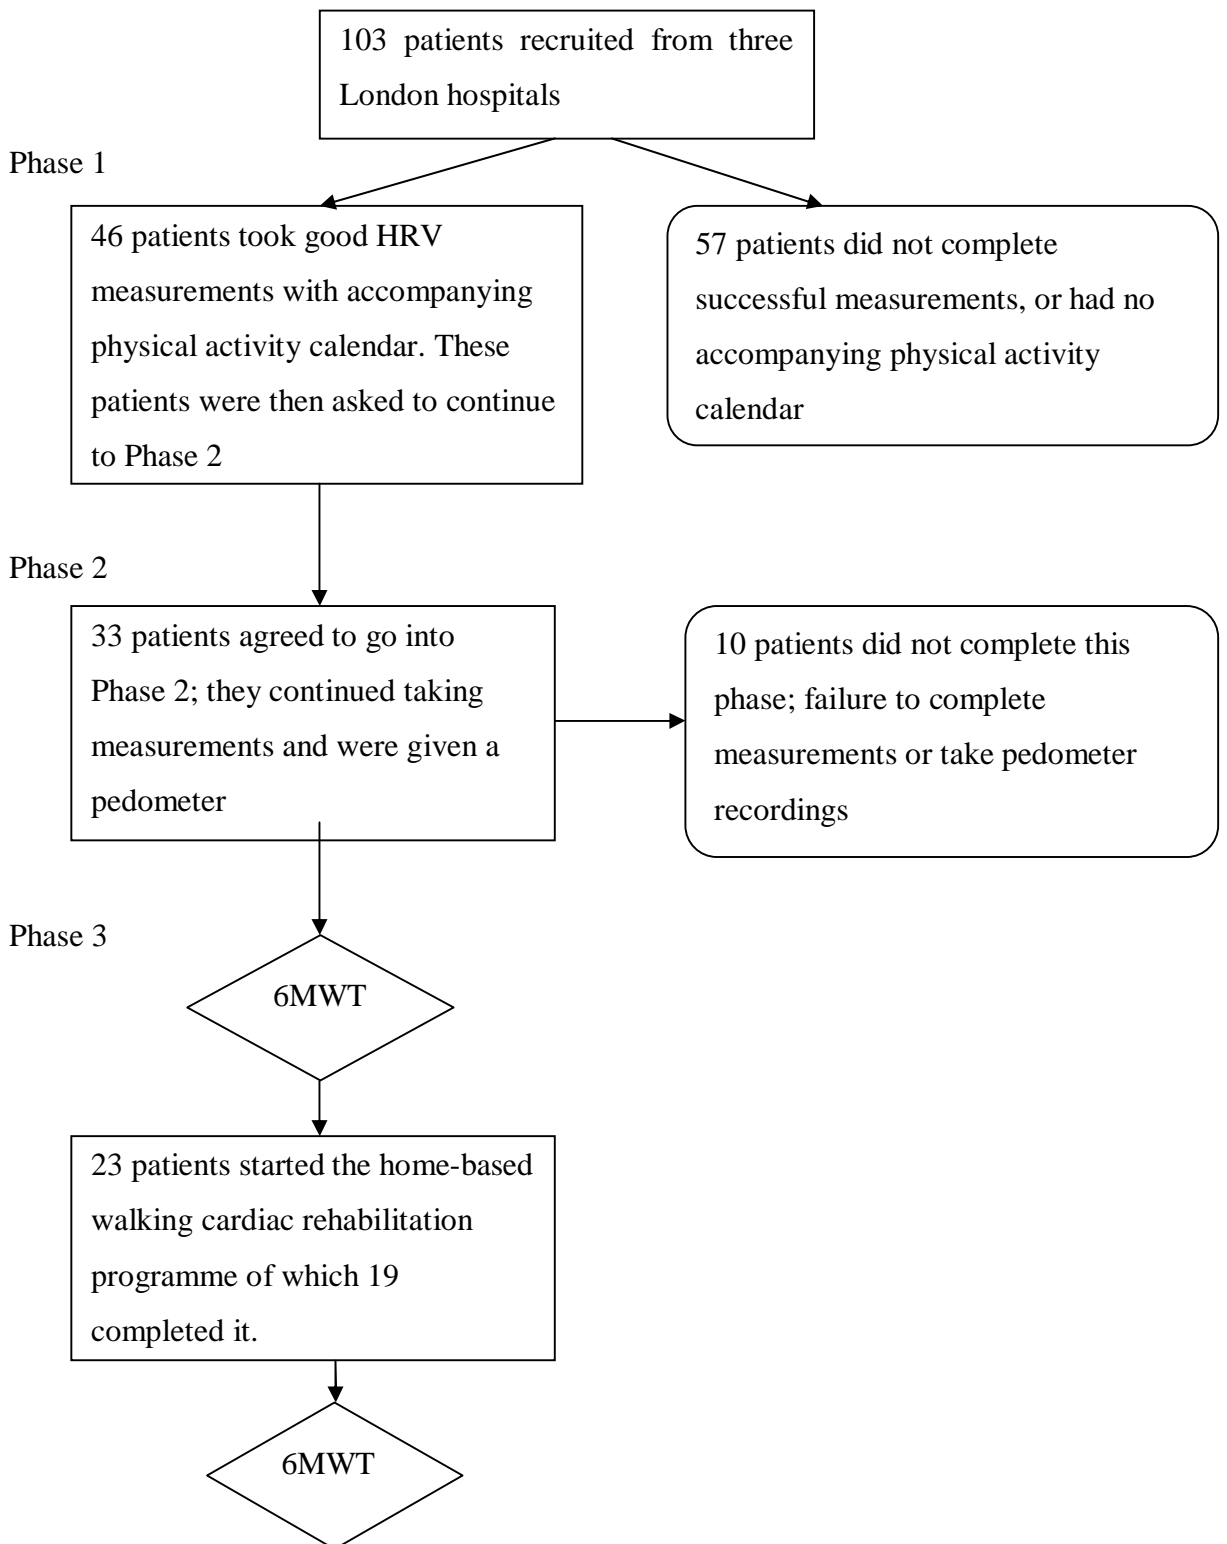 103 patients recruited from three
London hospitals
Phase 1
46 patients took good HRV
measurements with accompanying
physical activity calendar. These
patients were then asked to continue
to Phase 2
57 patients did not complete
successful measurements, or had no
accompanying physical activity
calendar
Phase 2
33 patients agreed to go into
Phase 2; they continued taking
measurements and were given a
pedometer
10 patients did not complete this
phase; failure to complete
measurements or take pedometer
recordings
Phase 3
6MWT
23 patients started the home-based
walking cardiac rehabilitation
programme of which 19
completed it.
6MWT